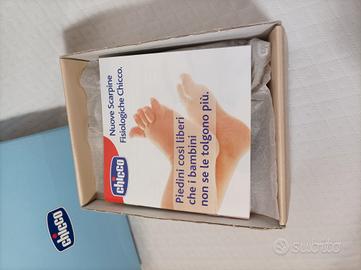 Nuove Scarpine
Fisiologiche Chicco.
chicco
Piedini così liberi
che i bambini
non se le tolgono più.
chicco
subito